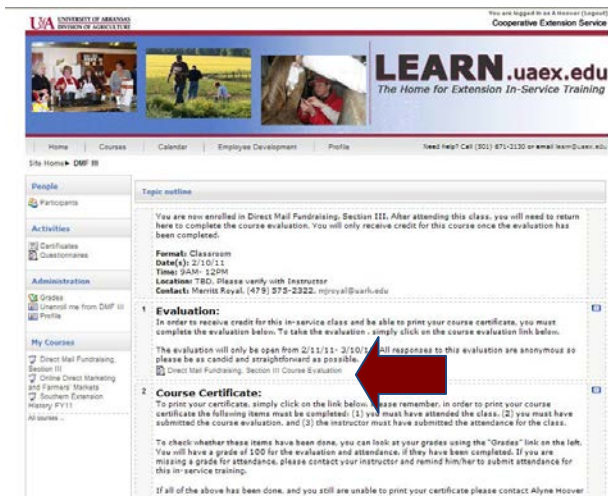 You are logged in as A Hoover (Logout)
UNIVERSITY OF ARKANSAS
DIVISION OF AGRICULTURE
Cooperative Extension Service
LEARN.uaex.edu
The Home for Extension In-Service Training
Home Courses Calendar Employee Development Profile
Need help? Call (501) 671-2130 or email learn@uaex.edu
Site Home► DMF III
People
Participants
Activities
Certificates
Questionnaires
Administration
Grades
Unenroll me from DMF III
Profile
My Courses
Direct Mail Fundraising,
Section III
Online Direct Marketing
and Farmers' Markets
Southern Extension
History FY11
All courses ...
Topic outline
You are now enrolled in Direct Mail Fundraising, Section III. After attending this class, you will need to return
here to complete the course evaluation. You will only receive credit for this course once the evaluation has
been completed.
Format: Classroom
Date(s): 2/10/11
Time: 9AM- 12PM
Location: TBD, Please verify with Instructor
Contact: Merritt Royal, (479) 575-2322, mjroyal@uark.edu
1 Evaluation:
In order to receive credit for this in-service class and be able to print your course certificate, you must
complete the evaluation below. To take the evaluation, simply click on the course evaluation link below.
The evaluation will only be open from 2/11/11- 3/10/11. All responses to this evaluation are anonymous so
please be as candid and straightforward as possible.
Direct Mail Fundraising, Section III Course Evaluation
2 Course Certificate:
To print your certificate, simply click on the link below. Please remember, in order to print your course
certificate the following items must be completed: (1) you must have attended the class, (2) you must have
submitted the course evaluation, and (3) the instructor must have submitted the attendance for the class.
To check whether these items have been done, you can look at your grades using the "Grades" link on the left.
You will have a grade of 100 for the evaluation and attendance, if they have been completed. If you are
missing a grade for attendance, please contact your instructor and remind him/her to submit attendance for
this in-service training.
If all of the above has been done, and you still are unable to print your certificate please contact Alyne Hoover